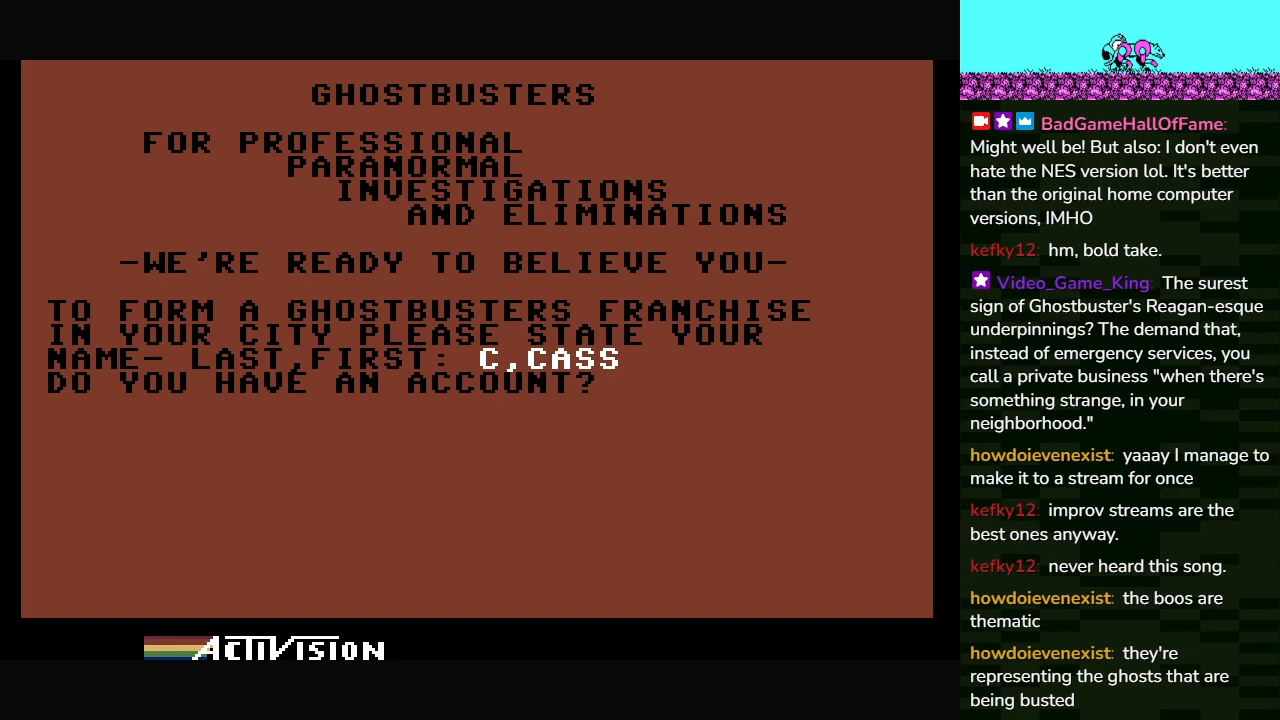 GHOSTBUSTERS
FOR PROFESSIONAL
PARANORMAL
INVESTIGATIONS
AND ELIMINATIONS
-WE'RE READY TO BELIEVE YOU-
TO FORM A GHOSTBUSTERS FRANCHISE
IN YOUR CITY PLEASE STATE YOUR
NAME- LAST,FIRST: C,CASS
DO YOU HAVE AN ACCOUNT?
ACTIVISION
BadGameHallOfFame:
Might well be! But also: I don't even
hate the NES version lol. It's better
than the original home computer
versions, IMHO
kefky12: hm, bold take.
Video_Game_King: The surest
sign of Ghostbuster's Reagan-esque
underpinnings? The demand that,
instead of emergency services, you
call a private business "when there's
something strange, in your
neighborhood."
howdoievenexist: yaaay I manage to
make it to a stream for once
kefky12: improv streams are the
best ones anyway.
kefky12: never heard this song.
howdoievenexist: the boos are
thematic
howdoievenexist: they're
representing the ghosts that are
being busted